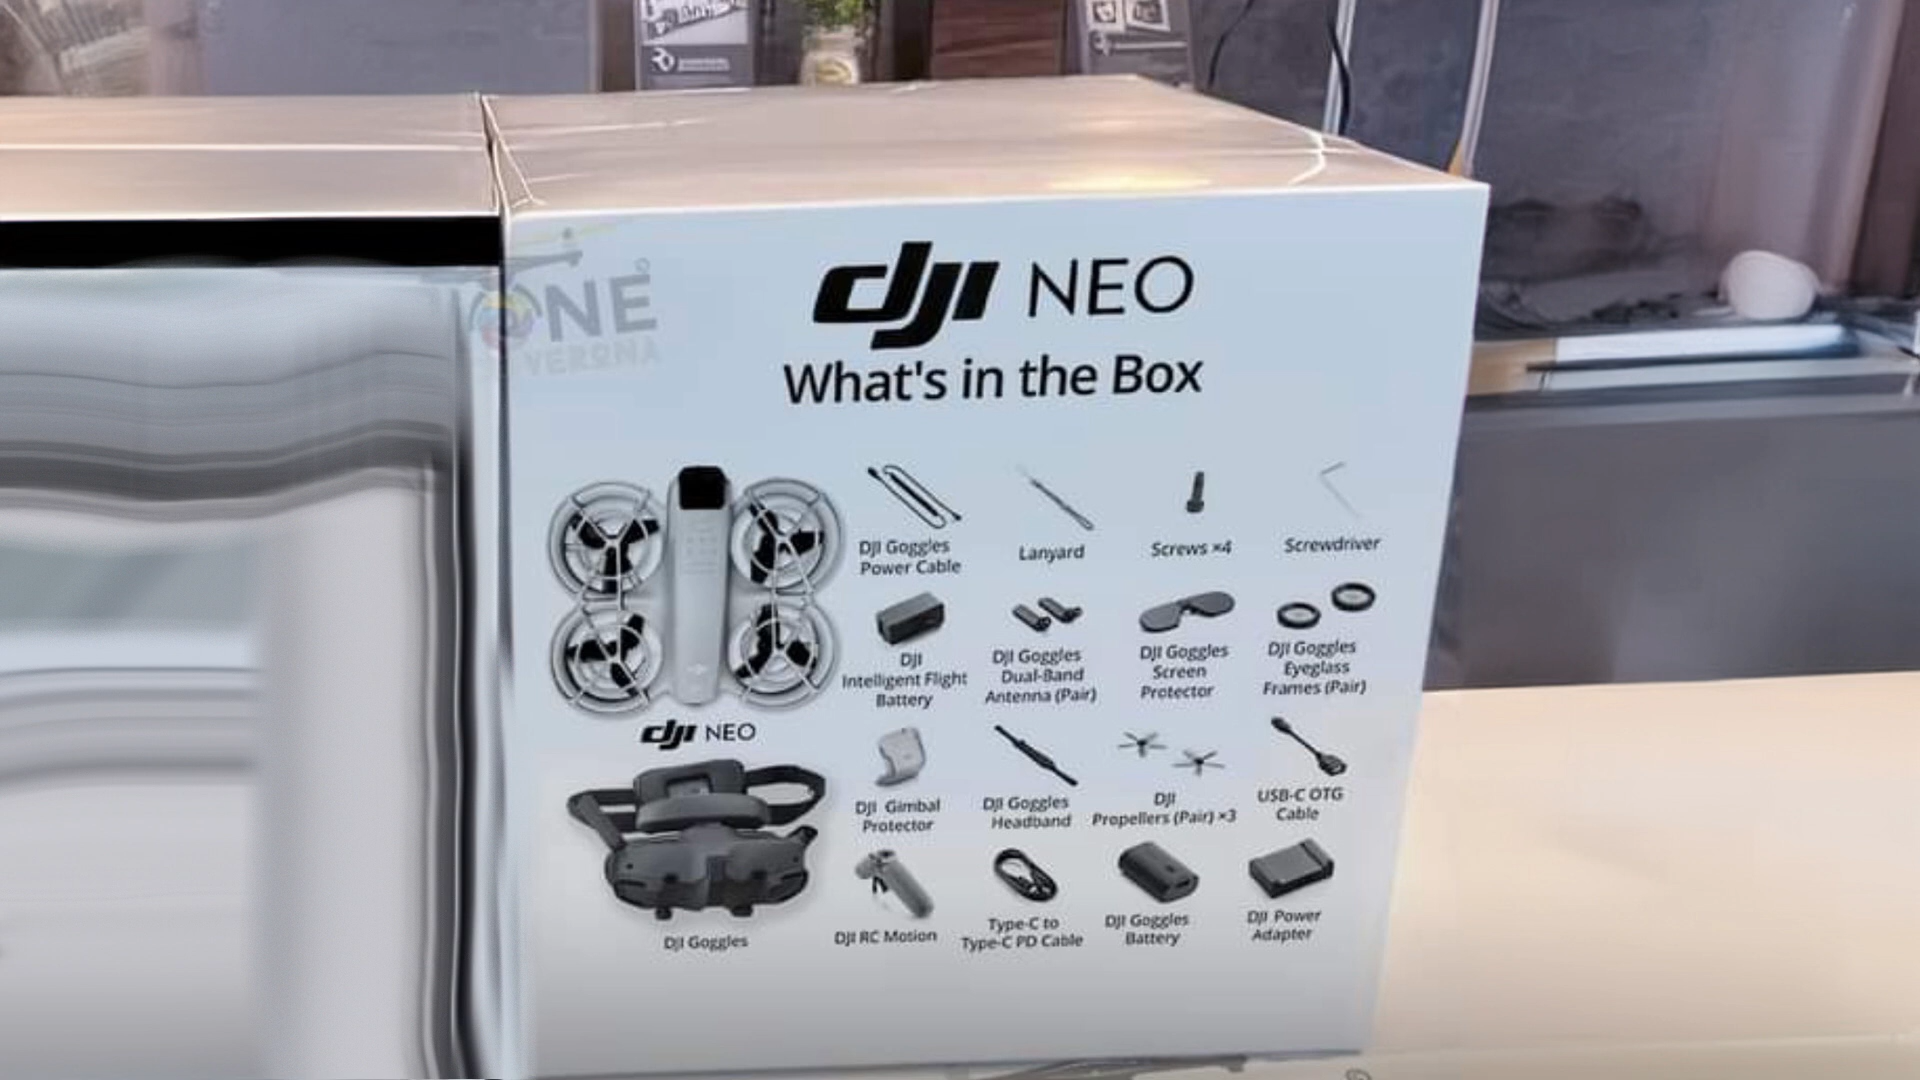 dji NEO
What's in the Box
ONE
VERONA
DJI Goggles
Power Cable
Lanyard
Screws ×4
Screwdriver
DJI
Intelligent Flight
Battery
DJI Goggles
Dual-Band
Antenna (Pair)
DJI Goggles
Screen
Protector
DJI Goggles
Eyeglass
Frames (Pair)
dji NEO
DJI Gimbal
Protector
DJI Goggles
Headband
DJI
Propellers (Pair) ×3
USB-C OTG
Cable
DJI Goggles
DJI RC Motion
Type-C to
Type-C PD Cable
DJI Goggles
Battery
DJI Power
Adapter